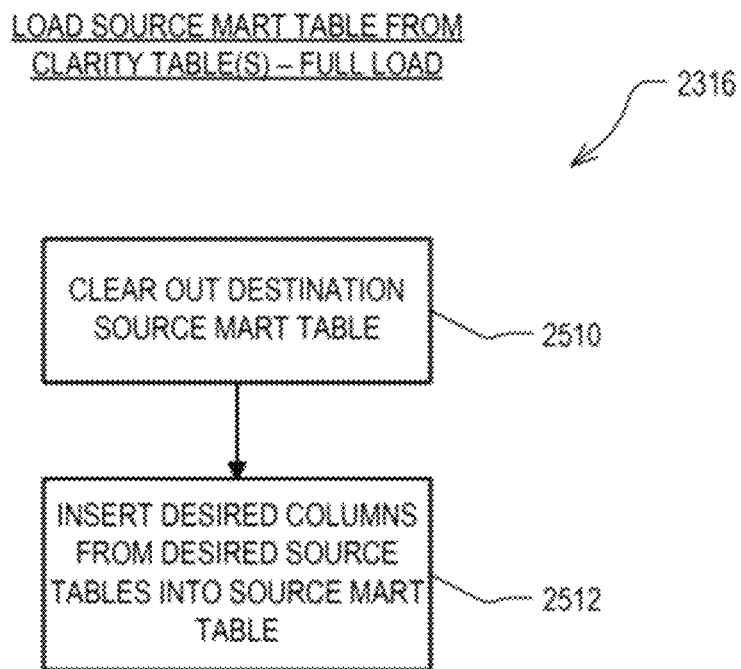 LOAD SOURCE MART TABLE FROM
CLARITY TABLE(S) – FULL LOAD
2316
CLEAR OUT DESTINATION
SOURCE MART TABLE
2510
INSERT DESIRED COLUMNS
FROM DESIRED SOURCE
TABLES INTO SOURCE MART
TABLE
2512